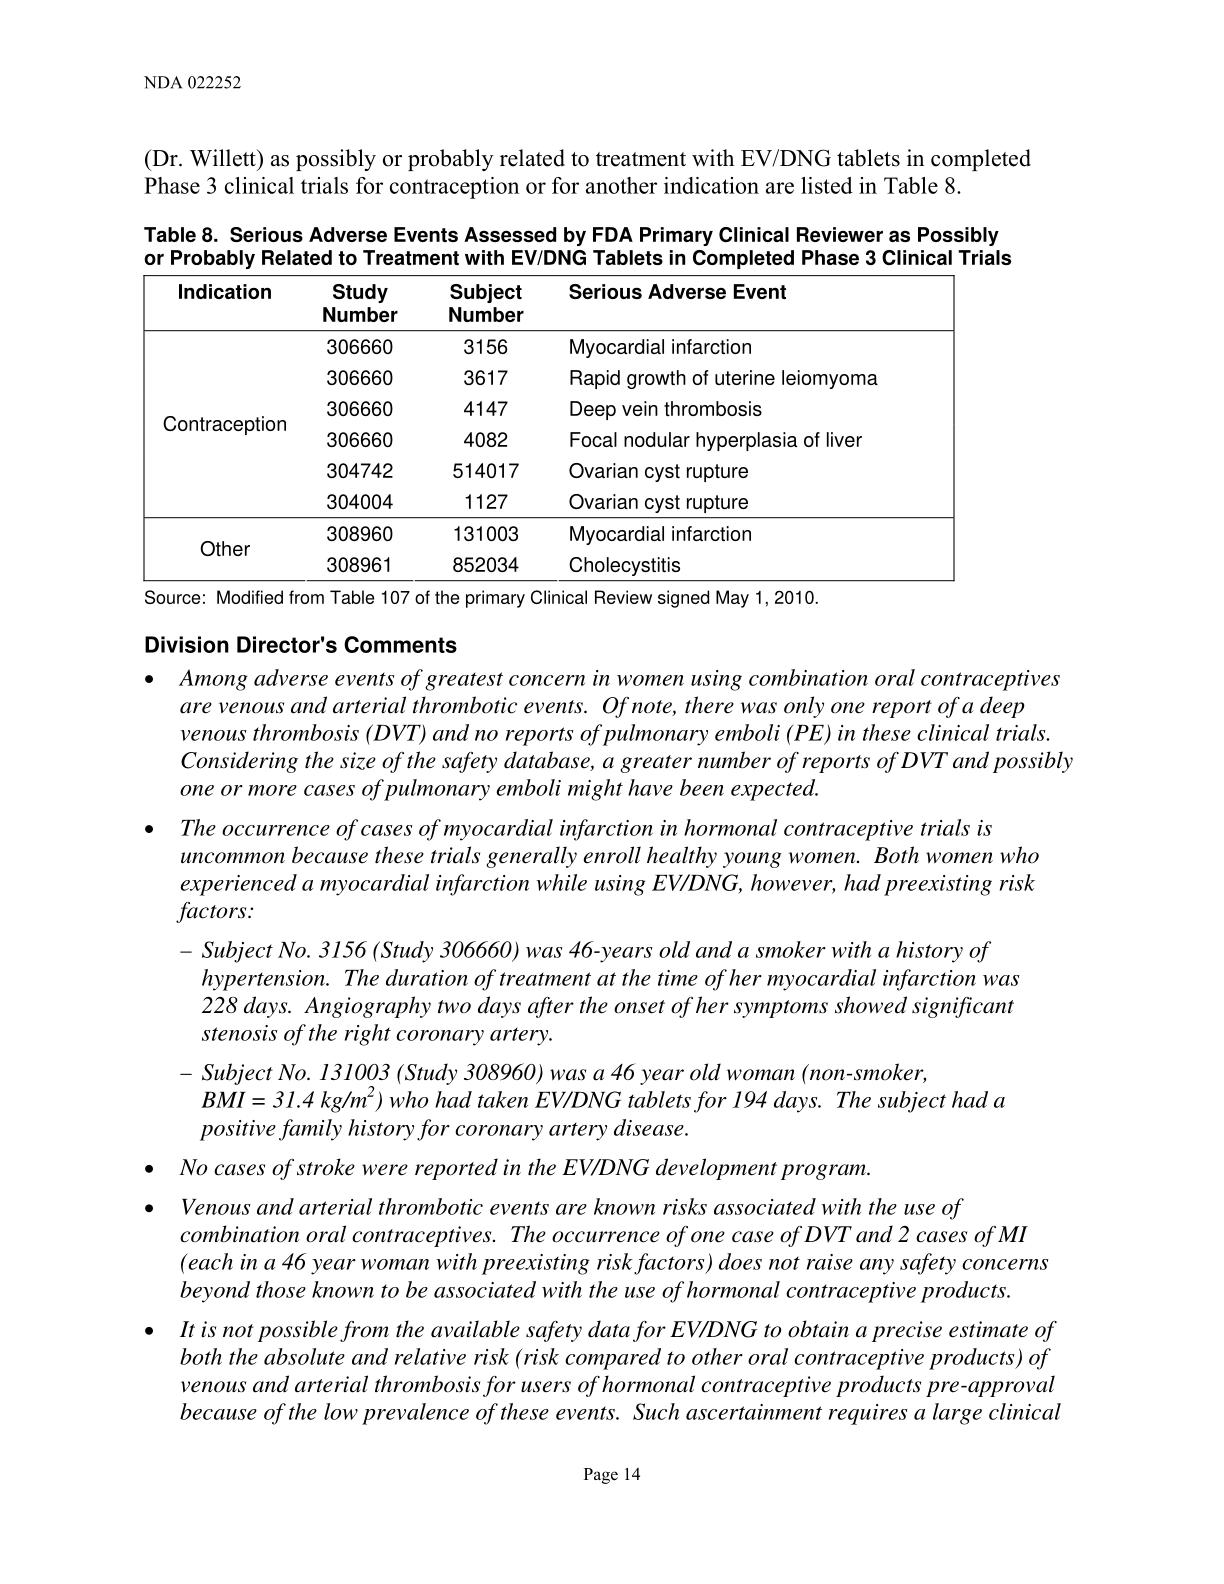 NDA 022252
(Dr. Willett) as possibly or probably related to treatment with EV/DNG tablets in completed
Phase 3 clinical trials for contraception or for another indication are listed in Table 8.
Table 8.  Serious Adverse Events Assessed by FDA Primary Clinical Reviewer as Possibly
or Probably Related to Treatment with EV/DNG Tablets in Completed Phase 3 Clinical Trials
Indication Study Number Subject Number Serious Adverse Event
Contraception
306660 3156 Myocardial infarction
306660 3617 Rapid growth of uterine leiomyoma
306660 4147 Deep vein thrombosis
306660 4082 Focal nodular hyperplasia of liver
304742 514017 Ovarian cyst rupture
304004 1127 Ovarian cyst rupture
Other
308960 131003 Myocardial infarction
308961 852034 Cholecystitis
Source:  Modified from Table 107 of the primary Clinical Review signed May 1, 2010.
Division Director's Comments
• Among adverse events of greatest concern in women using combination oral contraceptives
are venous and arterial thrombotic events.  Of note, there was only one report of a deep
venous thrombosis (DVT) and no reports of pulmonary emboli (PE) in these clinical trials.
Considering the size of the safety database, a greater number of reports of DVT and possibly
one or more cases of pulmonary emboli might have been expected.
• The occurrence of cases of myocardial infarction in hormonal contraceptive trials is
uncommon because these trials generally enroll healthy young women.  Both women who
experienced a myocardial infarction while using EV/DNG, however, had preexisting risk
factors:
– Subject No. 3156 (Study 306660) was 46-years old and a smoker with a history of
hypertension.  The duration of treatment at the time of her myocardial infarction was
228 days.  Angiography two days after the onset of her symptoms showed significant
stenosis of the right coronary artery.
– Subject No. 131003 (Study 308960) was a 46 year old woman (non-smoker,
BMI = 31.4 kg/m²) who had taken EV/DNG tablets for 194 days.  The subject had a
positive family history for coronary artery disease.
• No cases of stroke were reported in the EV/DNG development program.
• Venous and arterial thrombotic events are known risks associated with the use of
combination oral contraceptives.  The occurrence of one case of DVT and 2 cases of MI
(each in a 46 year woman with preexisting risk factors) does not raise any safety concerns
beyond those known to be associated with the use of hormonal contraceptive products.
• It is not possible from the available safety data for EV/DNG to obtain a precise estimate of
both the absolute and relative risk (risk compared to other oral contraceptive products) of
venous and arterial thrombosis for users of hormonal contraceptive products pre-approval
because of the low prevalence of these events.  Such ascertainment requires a large clinical
Page 14